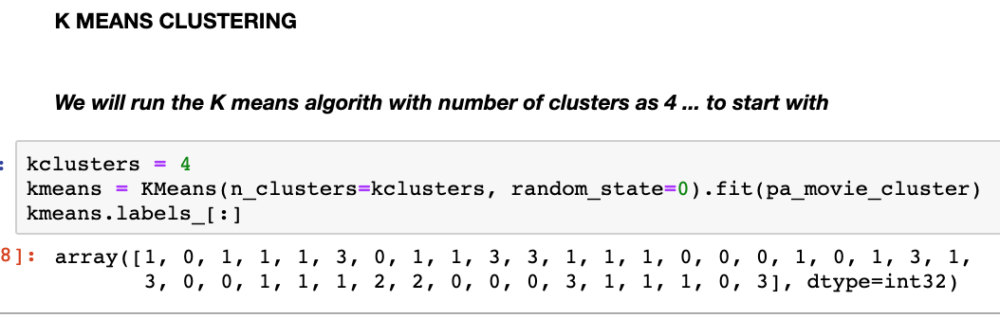 K MEANS CLUSTERING
We will run the K means algorith with number of clusters as 4 ... to start with
:
kclusters = 4
kmeans = KMeans(n_clusters=kclusters, random_state=0).fit(pa_movie_cluster)
kmeans.labels_[:]
8]: array([1, 0, 1, 1, 1, 3, 0, 1, 1, 3, 3, 1, 1, 1, 0, 0, 0, 1, 0, 1, 3, 1,
3, 0, 0, 1, 1, 1, 2, 2, 0, 0, 0, 3, 1, 1, 1, 0, 3], dtype=int32)